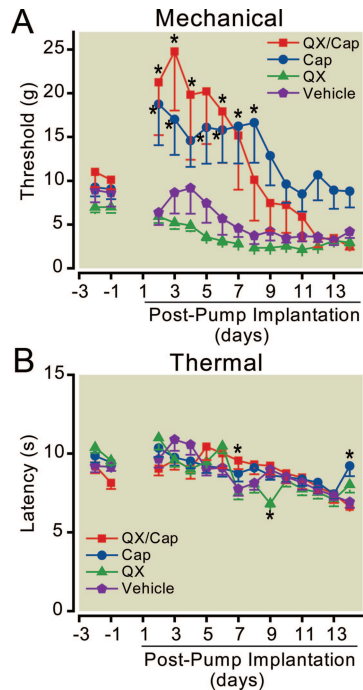 A Mechanical
Threshold (g)
25
20
15
10
5
0
QX/Cap
Cap
QX
Vehicle
* * * * * * * * * * *
-3 -1 1 3 5 7 9 11 13
Post-Pump Implantation
(days)
B Thermal
Latency (s)
15
10
5
0
* * *
QX/Cap
Cap
QX
Vehicle
-3 -1 1 3 5 7 9 11 13
Post-Pump Implantation
(days)